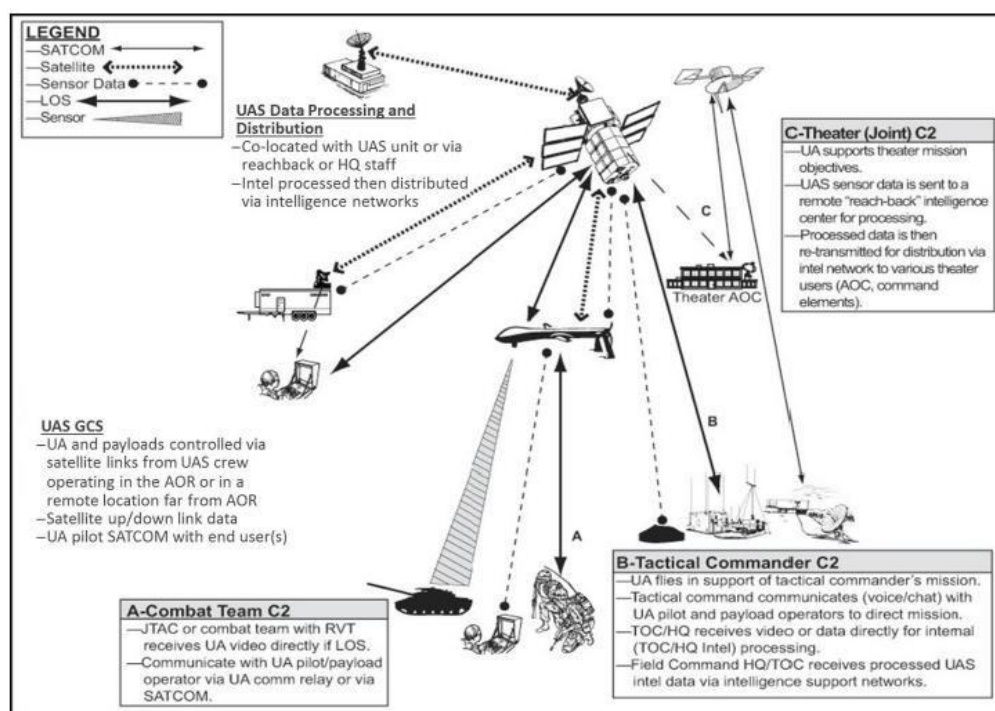 LEGEND
—SATCOM
—Satellite
—Sensor Data
—LOS
—Sensor
UAS Data Processing and
Distribution
–Co-located with UAS unit or via
reachback or HQ staff
–Intel processed then distributed
via intelligence networks
C-Theater (Joint) C2
—UA supports theater mission
objectives.
—UAS sensor data is sent to a
remote “reach-back” intelligence
center for processing.
—Processed data is then
re-transmitted for distribution via
intel network to various theater
users (AOC, command
elements).
C
Theater AOC
UAS GCS
–UA and payloads controlled via
satellite links from UAS crew
operating in the AOR or in a
remote location far from AOR
–Satellite up/down link data
–UA pilot SATCOM with end user(s)
B
A
A-Combat Team C2
—JTAC or combat team with RVT
receives UA video directly if LOS.
—Communicate with UA pilot/payload
operator via UA comm relay or via
SATCOM.
B-Tactical Commander C2
—UA flies in support of tactical commander’s mission.
—Tactical command communicates (voice/chat) with
UA pilot and payload operators to direct mission.
—TOC/HQ receives video or data directly for internal
(TOC/HQ Intel) processing.
—Field Command HQ/TOC receives processed UAS
intel data via intelligence support networks.